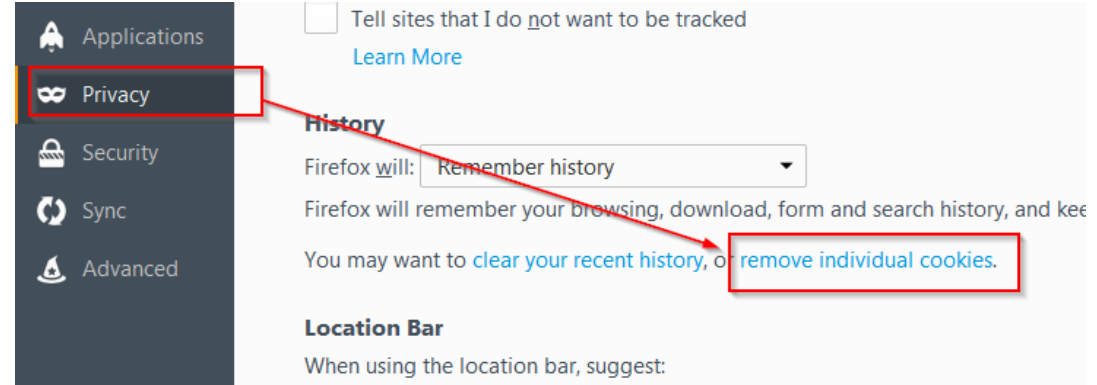 Tell sites that I do not want to be tracked
Learn More
Applications
Privacy
Security
Sync
Advanced
History
Firefox will: Remember history
Firefox will remember your browsing, download, form and search history, and kee
You may want to clear your recent history, or remove individual cookies.
Location Bar
When using the location bar, suggest: